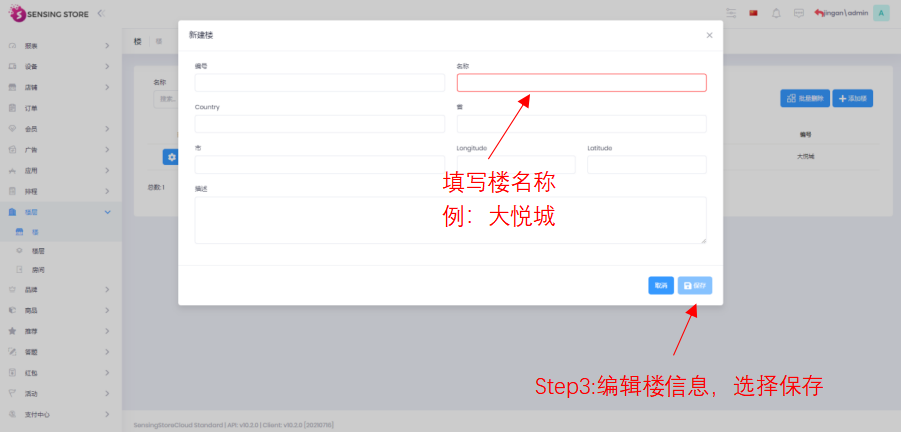 SENSING STORE
jingan\admin
A
报表
设备
店铺
订单
会员
广告
应用
排程
楼层
楼
楼层
房间
品牌
商品
推荐
答题
红包
活动
支付中心
楼
名称
搜索...
总数:1
批量删除
添加楼
编号
大悦城
新建楼
编号
名称
Country
省
市
Longitude
Latitude
描述
填写楼名称
例：大悦城
取消
保存
Step3:编辑楼信息，选择保存
SensingStoreCloud Standard | API: v10.2.0 | Client: v10.2.0 [20210716]